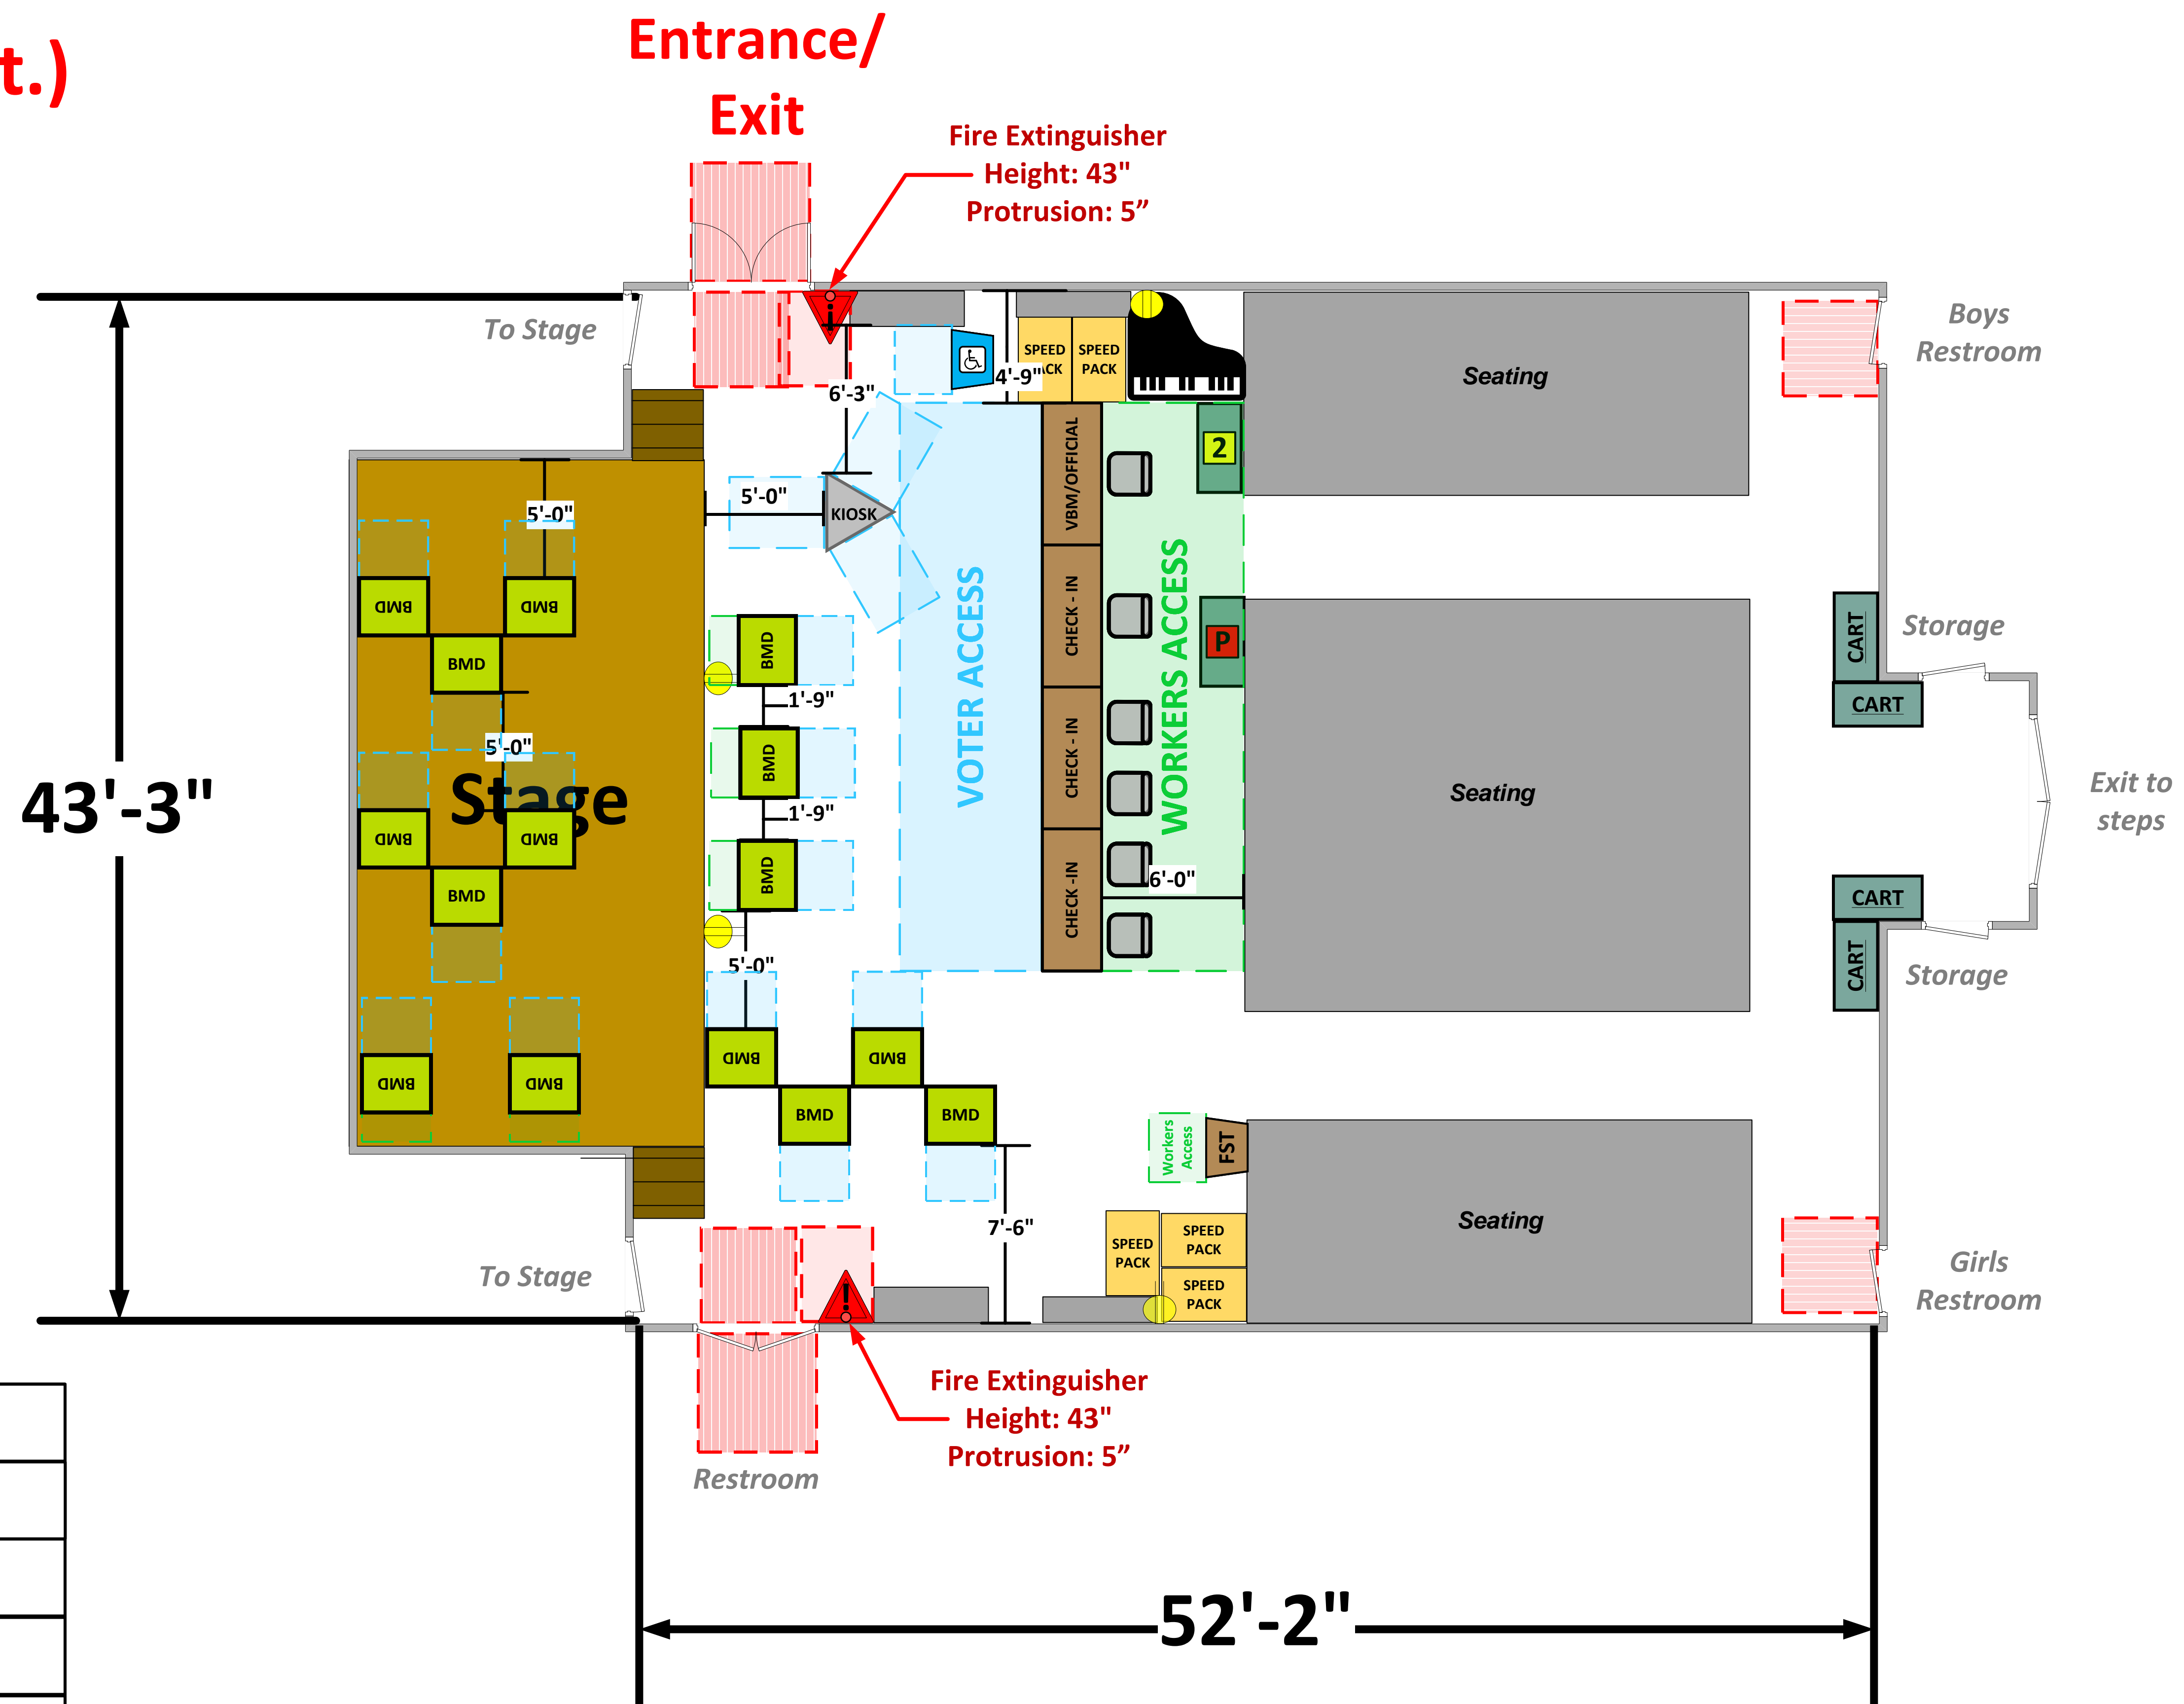 t.)
Entrance/
Exit
Fire Extinguisher
Height: 43"
Protrusion: 5”
To Stage
Boys
Restroom
SPEED
PACK
SPEED
PACK
4'-9"
6'-3"
Seating
2
VBM/OFFICIAL
5'-0"
KIOSK
5'-0"
BMD
BMD
BMD
BMD
1'-9"
VOTER ACCESS
CHECK - IN
WORKERS ACCESS
P
CART
Storage
CART
5'-0"
Stage
BMD
1'-9"
CHECK - IN
Seating
Exit to
steps
43'-3"
BMD
BMD
BMD
BMD
CHECK -IN
6'-0"
CART
CART
Storage
5'-0"
BMD
BMD
BMD
BMD
BMD
BMD
Workers
Access
FST
7'-6"
SPEED
PACK
SPEED
PACK
SPEED
PACK
Seating
To Stage
!
Girls
Restroom
Fire Extinguisher
Height: 43"
Protrusion: 5”
Restroom
52'-2"